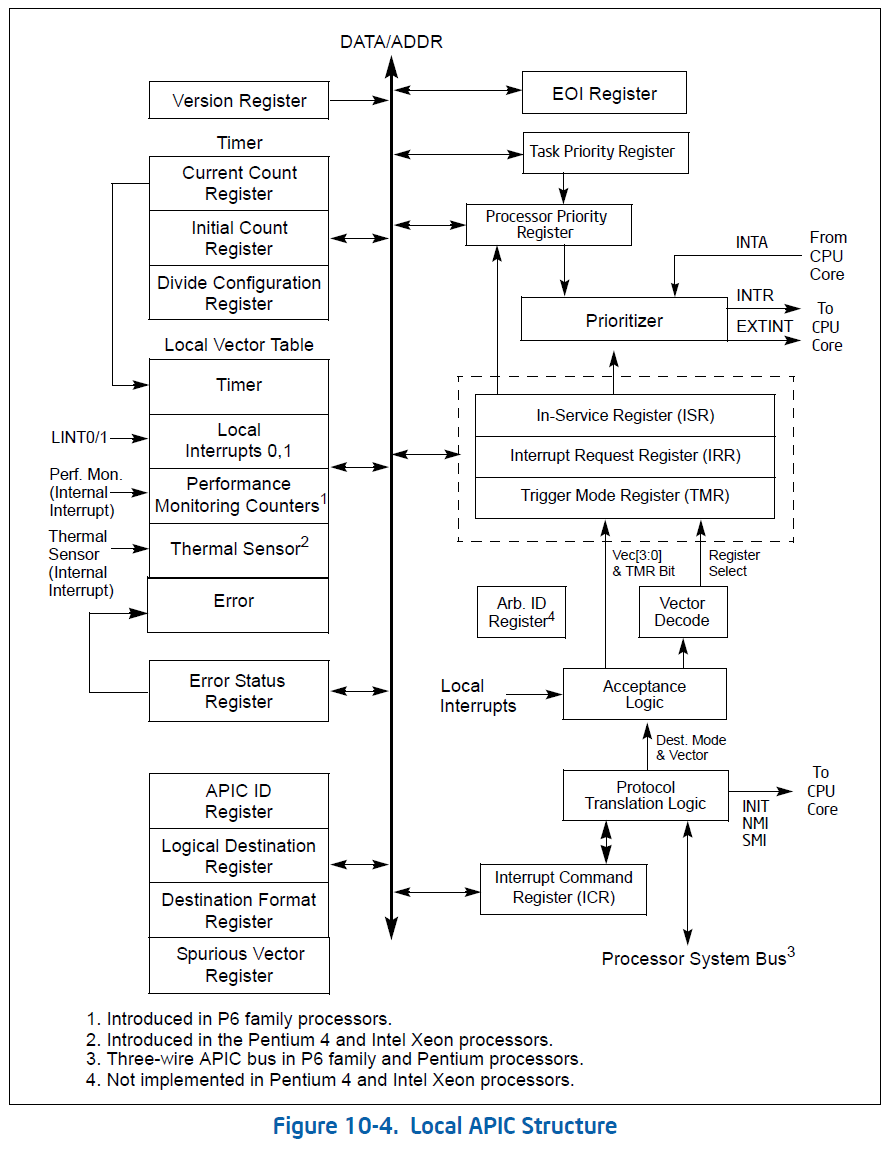 DATA/ADDR
Version Register
EOI Register
Timer
Current Count
Register
Initial Count
Register
Divide Configuration
Register
Task Priority Register
Processor Priority
Register
INTA
From
CPU
Core
Prioritizer
INTR
EXTINT
To
CPU
Core
Local Vector Table
Timer
LINT0/1
Local
Interrupts 0,1
Perf. Mon.
(Internal
Interrupt)
Performance
Monitoring Counters1
Thermal
Sensor
(Internal
Interrupt)
Thermal Sensor2
Error
Error Status
Register
In-Service Register (ISR)
Interrupt Request Register (IRR)
Trigger Mode Register (TMR)
Vec[3:0]
& TMR Bit
Register
Select
Arb. ID
Register4
Vector
Decode
Local
Interrupts
Acceptance
Logic
Dest. Mode
& Vector
Protocol
Translation Logic
To
CPU
Core
INIT
NMI
SMI
APIC ID
Register
Logical Destination
Register
Destination Format
Register
Spurious Vector
Register
Interrupt Command
Register (ICR)
Processor System Bus3
1. Introduced in P6 family processors.
2. Introduced in the Pentium 4 and Intel Xeon processors.
3. Three-wire APIC bus in P6 family and Pentium processors.
4. Not implemented in Pentium 4 and Intel Xeon processors.
Figure 10-4. Local APIC Structure